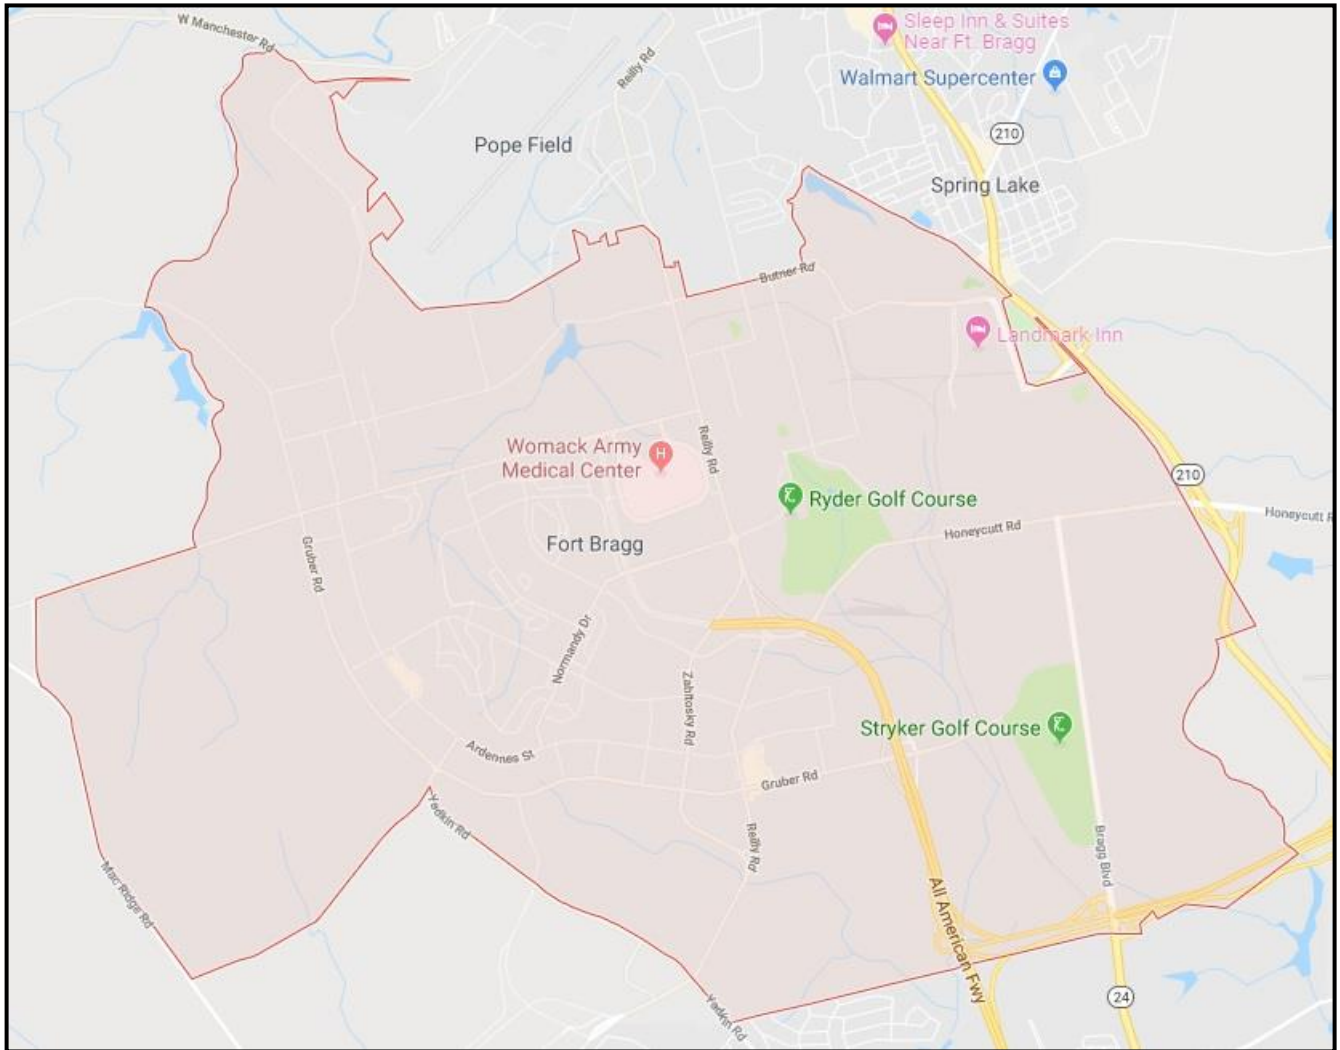 W Manchester Rd
Sleep Inn & Suites
Near Ft. Bragg
Reilly Rd
Walmart Supercenter
210
Pope Field
Spring Lake
Butner Rd
Landmark Inn
Womack Army
Medical Center
H
Reilly Rd
210
Ryder Golf Course
Honeycutt R
Honeycutt Rd
Fort Bragg
Gruber Rd
Normandy Dr
Zabitosky Rd
Stryker Golf Course
Ardennes St
Gruber Rd
Yadkin Rd
Reilly Rd
Bragg Blvd
Mac Ridge Rd
All American Fwy
24
Yadkin Rd